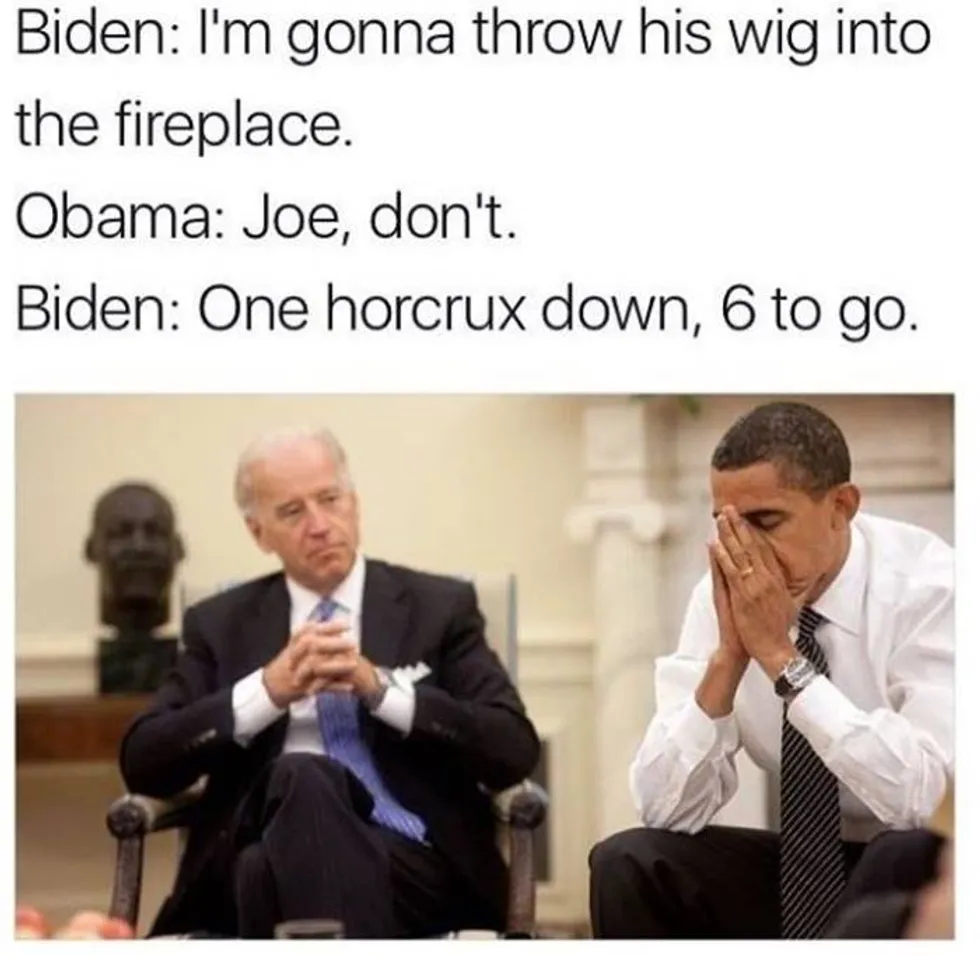 Biden: I'm gonna throw his wig into
the fireplace.
Obama: Joe, don't.
Biden: One horcrux down, 6 to go.